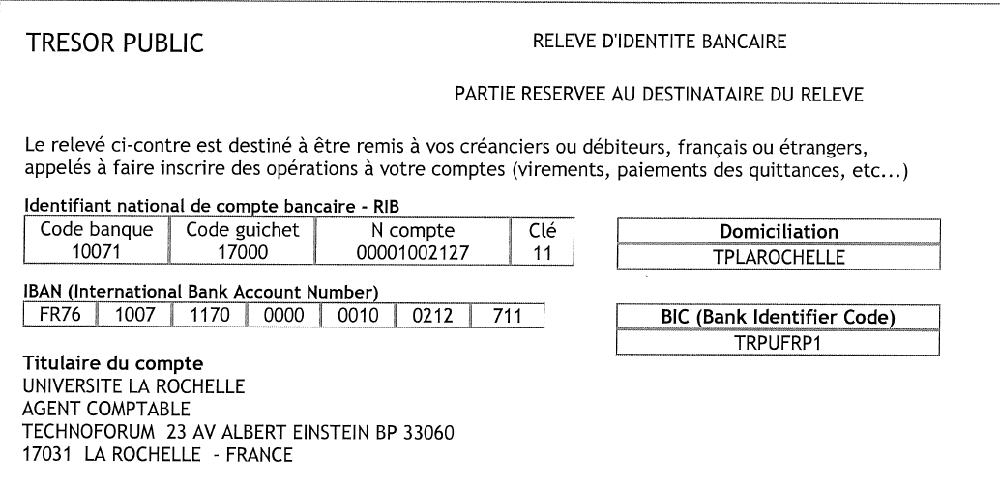 TRESOR PUBLIC
RELEVE D'IDENTITE BANCAIRE
PARTIE RESERVEE AU DESTINATAIRE DU RELEVE
Le relevé ci-contre est destiné à être remis à vos créanciers ou débiteurs, français ou étrangers,
appelés à faire inscrire des opérations à votre comptes (virements, paiements des quittances, etc...)
Identifiant national de compte bancaire - RIB
Code banque Code guichet N compte Clé
10071 17000 00001002127 11
Domiciliation
TPLAROCHELLE
IBAN (International Bank Account Number)
FR76 1007 1170 0000 0010 0212 711
BIC (Bank Identifier Code)
TRPUFRP1
Titulaire du compte
UNIVERSITE LA ROCHELLE
AGENT COMPTABLE
TECHNOFORUM 23 AV ALBERT EINSTEIN BP 33060
17031 LA ROCHELLE - FRANCE